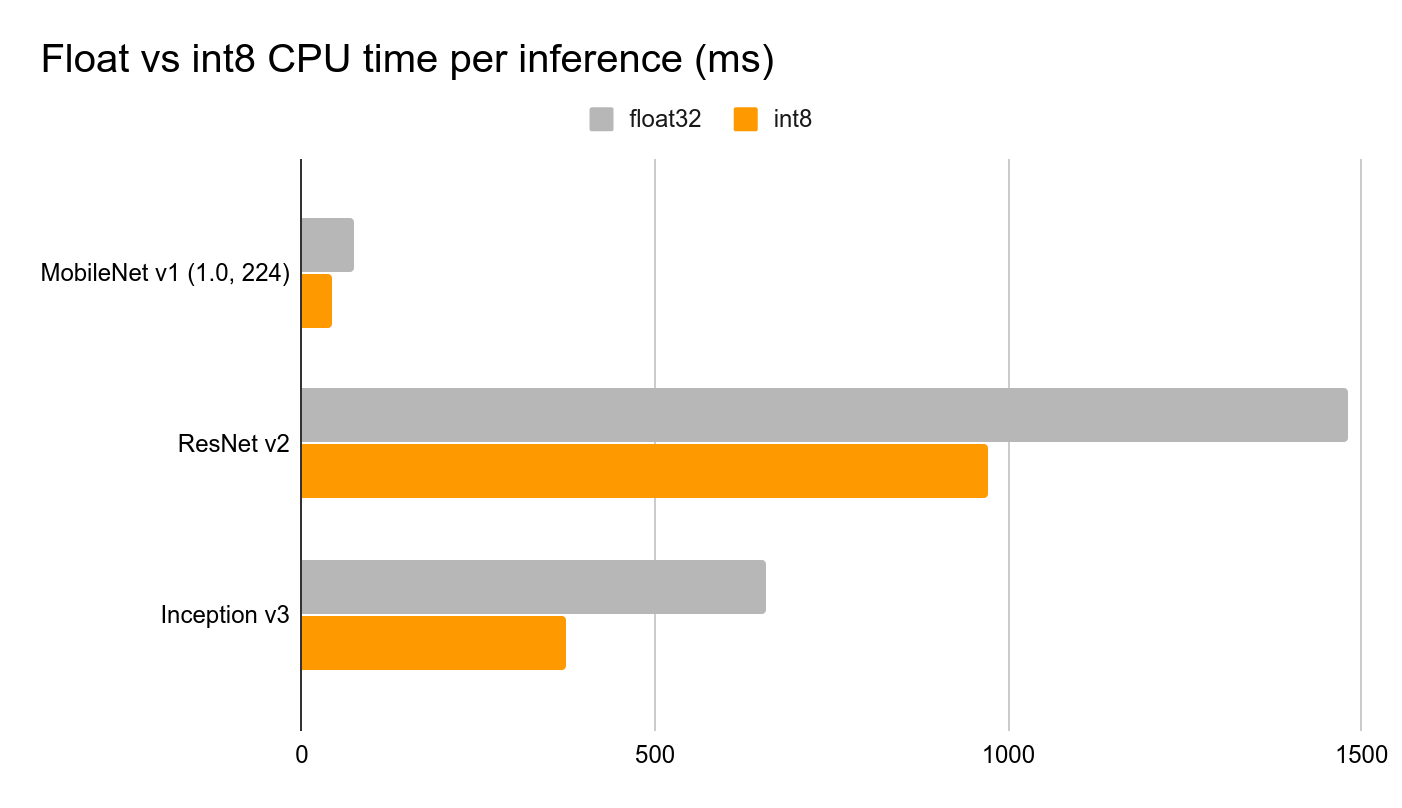 Float vs int8 CPU time per inference (ms)
float32 int8
MobileNet v1 (1.0, 224)
ResNet v2
Inception v3
0 500 1000 1500